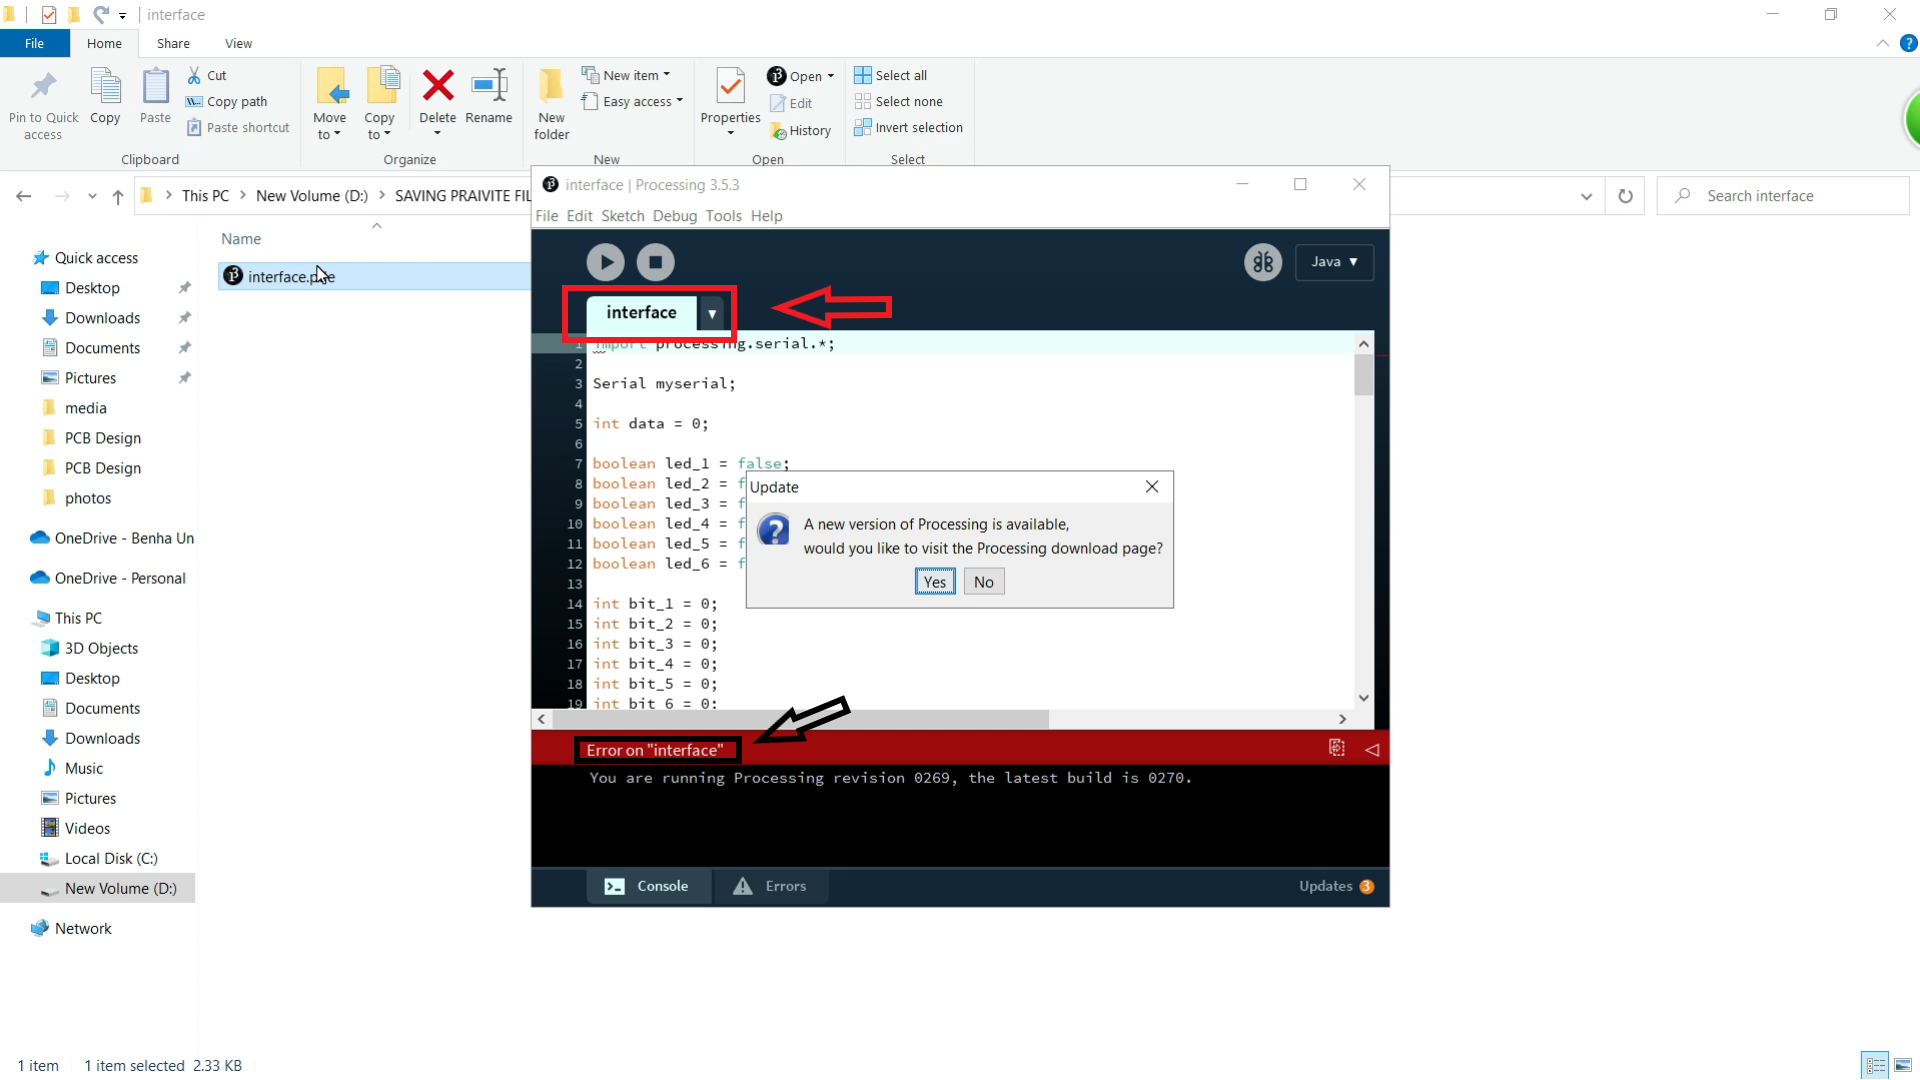 interface
File
Home
Share
View
Pin to Quick access
Copy
Paste
Cut
Copy path
Paste shortcut
Clipboard
Move to
Copy to
Delete
Rename
Organize
New folder
New item
Easy access
New
Properties
Open
Edit
History
Open
Select all
Select none
Invert selection
Select
This PC
New Volume (D:)
SAVING PRAIVITE FIL
Search interface
Name
Quick access
Desktop
Downloads
Documents
Pictures
media
PCB Design
PCB Design
photos
OneDrive - Benha Un
OneDrive - Personal
This PC
3D Objects
Desktop
Documents
Downloads
Music
Pictures
Videos
Local Disk (C:)
New Volume (D:)
Network
1 item
1 item selected 2.33 KB
interface | Processing 3.5.3
File Edit Sketch Debug Tools Help
Java
interface
1 import processing.serial.*;
2
3 Serial myserial;
4
5 int data = 0;
6
7 boolean led_1 = false;
8 boolean led_2 = f
9 boolean led_3 = f
10 boolean led_4 = f
11 boolean led_5 = f
12 boolean led_6 = f
13
14 int bit_1 = 0;
15 int bit_2 = 0;
16 int bit_3 = 0;
17 int bit_4 = 0;
18 int bit_5 = 0;
19 int bit_6 = 0;
Update
A new version of Processing is available,
would you like to visit the Processing download page?
Yes
No
Error on "interface"
You are running Processing revision 0269, the latest build is 0270.
Console
Errors
Updates 3